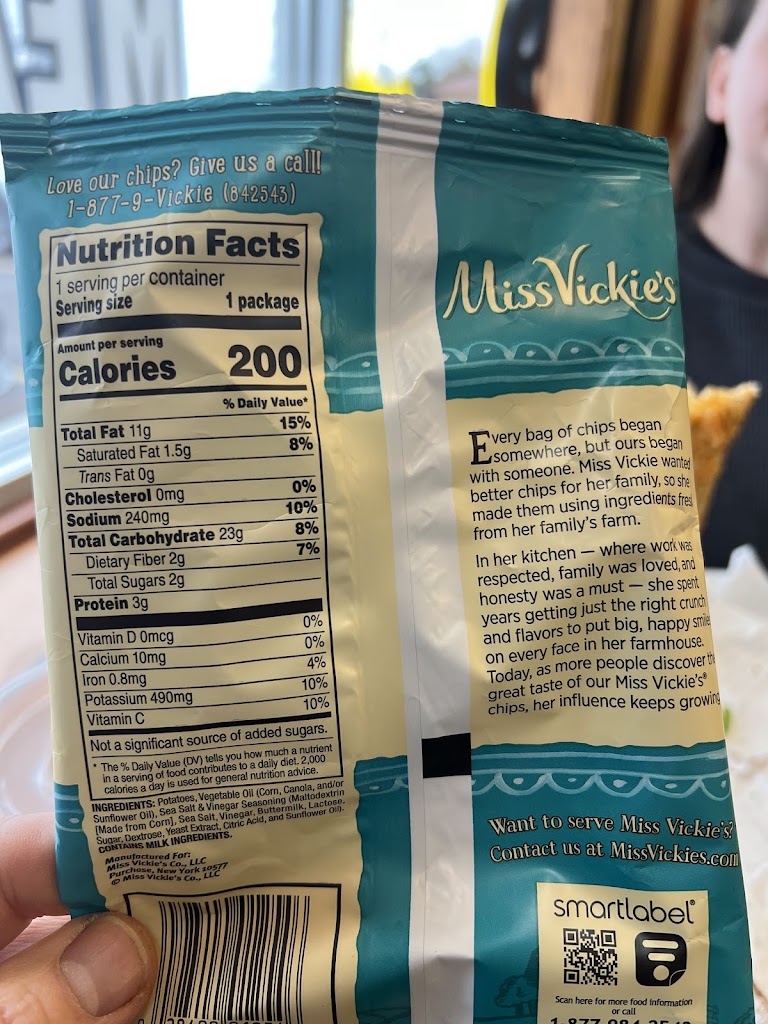 Love our chips? Give us a call!
1-877-9-Vickie (842543)
Nutrition Facts
1 serving per container
Serving size 1 package
Amount per serving
Calories 200
% Daily Value*
Total Fat 11g 15%
Saturated Fat 1.5g 8%
Trans Fat 0g
Cholesterol 0mg 0%
Sodium 240mg 10%
Total Carbohydrate 23g 8%
Dietary Fiber 2g 7%
Total Sugars 2g
Protein 3g
Vitamin D 0mcg 0%
Calcium 10mg 0%
Iron 0.8mg 4%
Potassium 490mg 10%
Vitamin C 10%
Not a significant source of added sugars.
* The % Daily Value (DV) tells you how much a nutrient
in a serving of food contributes to a daily diet. 2,000
calories a day is used for general nutrition advice.
INGREDIENTS: Potatoes, Vegetable Oil (Corn, Canola, and/or
Sunflower Oil), Sea Salt & Vinegar Seasoning (Maltodextrin
[Made from Corn], Sea Salt, Vinegar, Buttermilk, Lactose,
Sugar, Dextrose, Yeast Extract, Citric Acid, and Sunflower Oil).
CONTAINS MILK INGREDIENTS.
Manufactured For:
Miss Vickie's Co., LLC
Purchase, New York 10577
© Miss Vickie's Co., LLC
Miss Vickie's
Every bag of chips began
somewhere, but ours began
with someone. Miss Vickie wanted
better chips for her family, so she
made them using ingredients
from her family's farm.
In her kitchen — where work was
respected, family was loved, and
honesty was a must — she spent
years getting just the right crunch
and flavors to put big, happy
on every face in her farmhouse.
Today, as more people discover
great taste of our Miss Vickie's®
chips, her influence keeps growing
Want to serve Miss Vickie's?
Contact us at MissVickies.com
smartlabel®
Scan here for more food information
or call